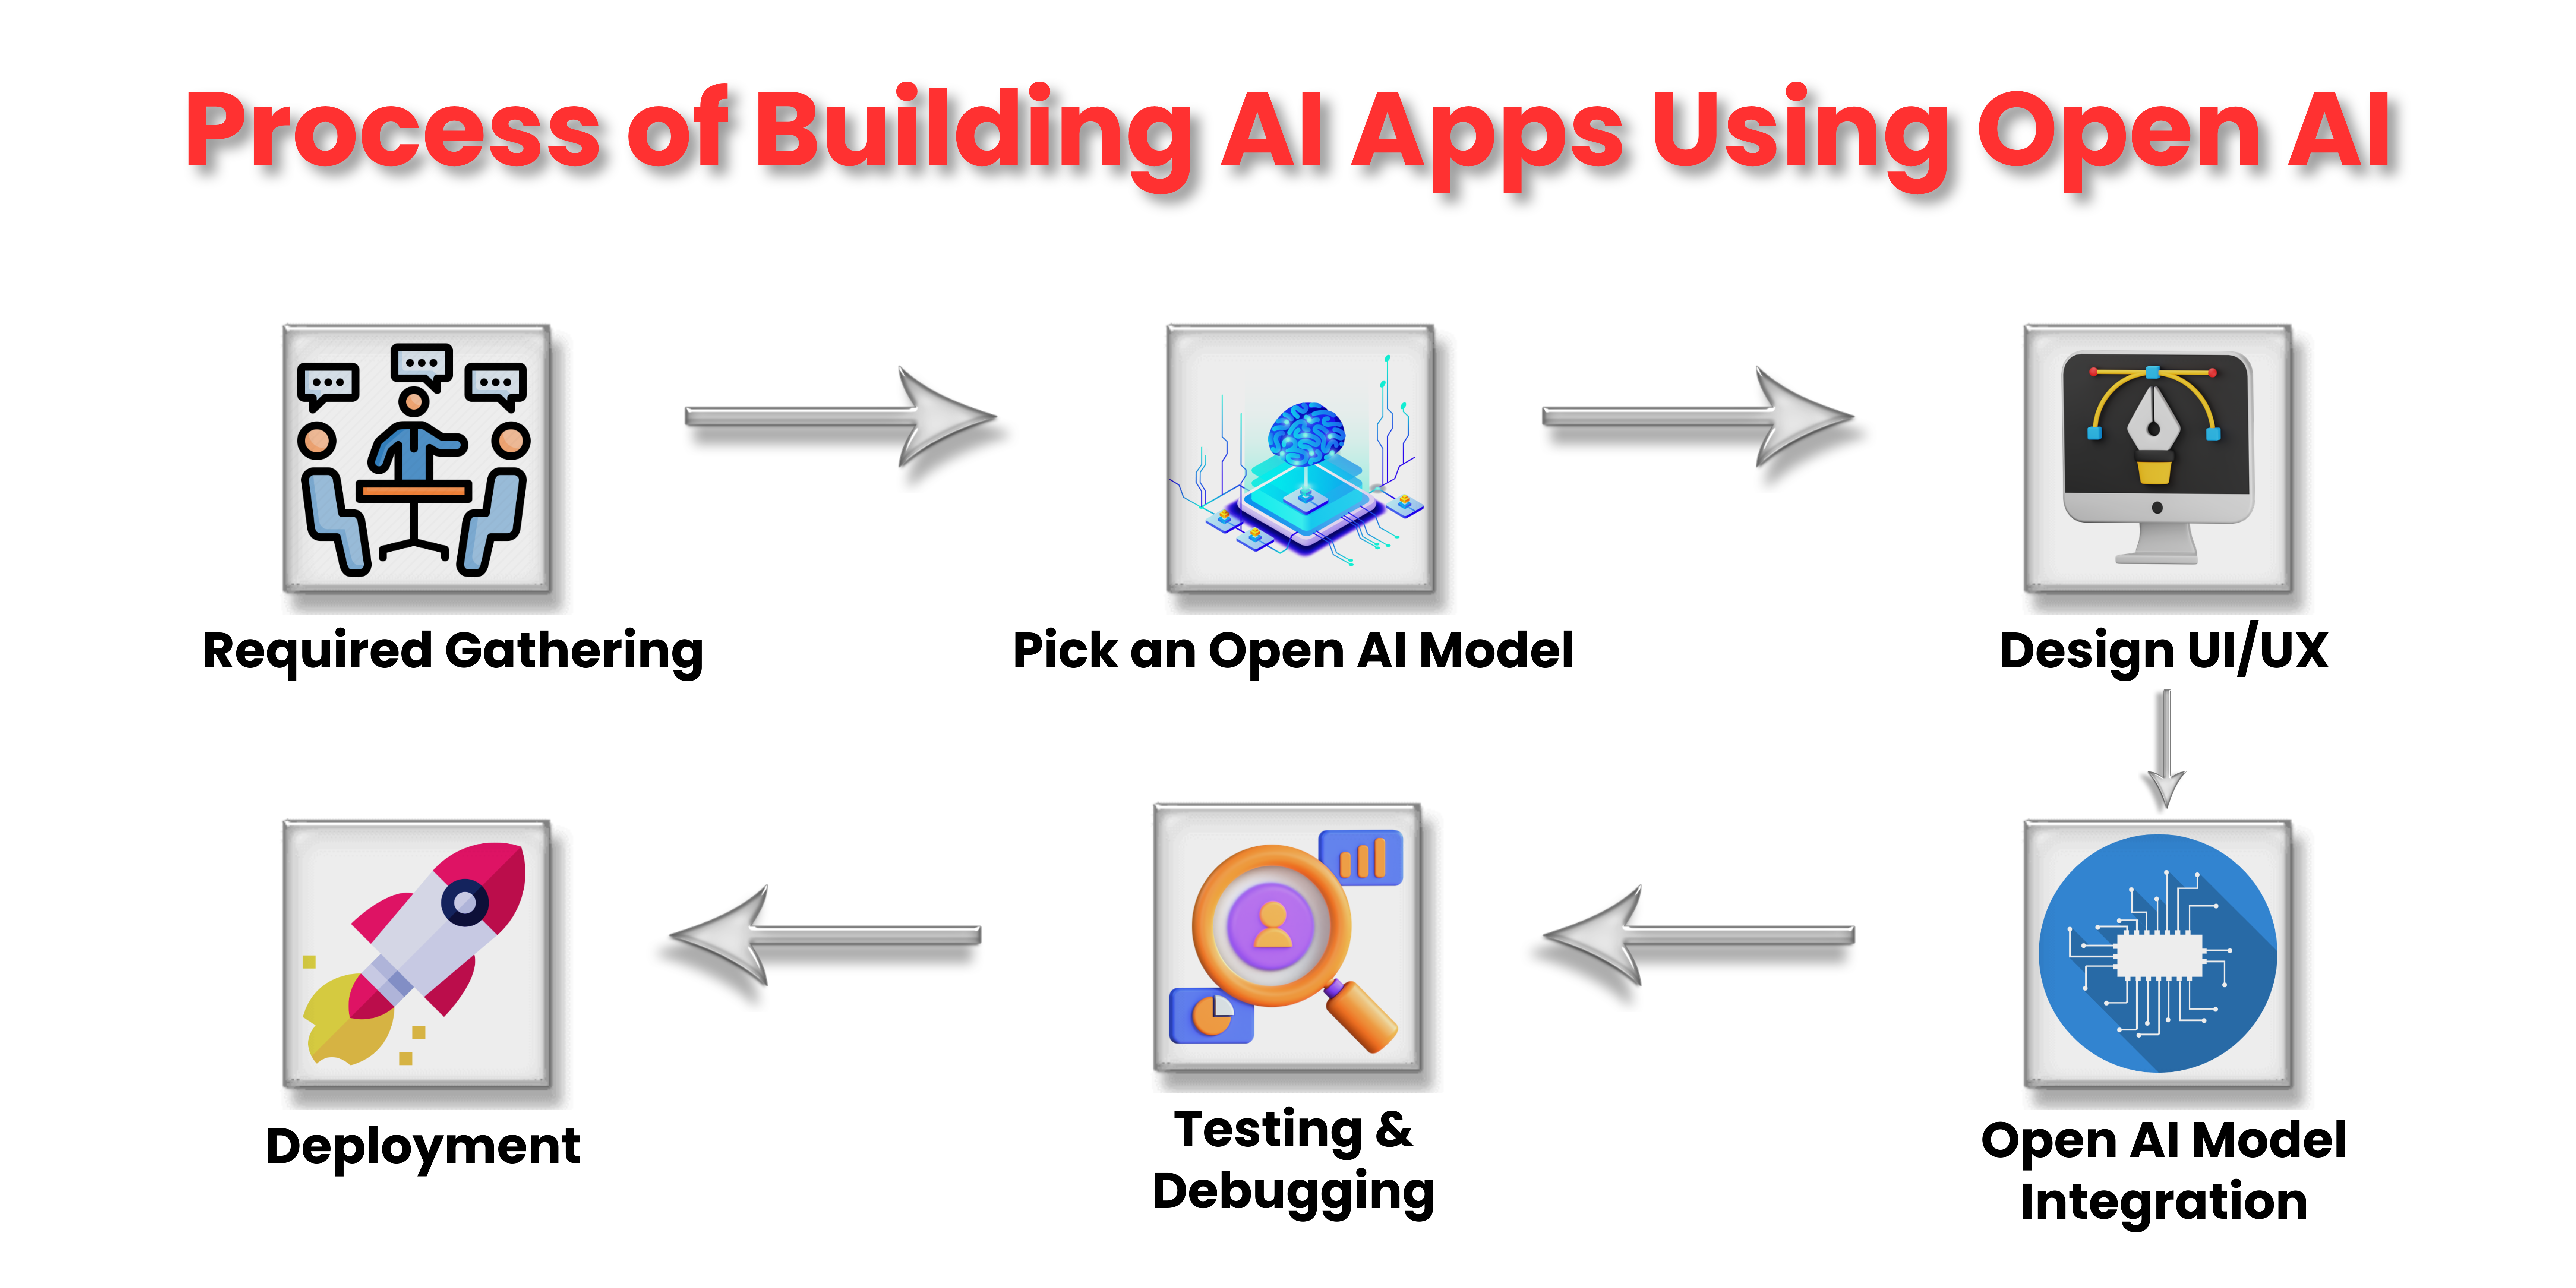 Process of Building AI Apps Using Open AI
Required Gathering
Pick an Open AI Model
Design UI/UX
Deployment
Testing &
Debugging
Open AI Model
Integration